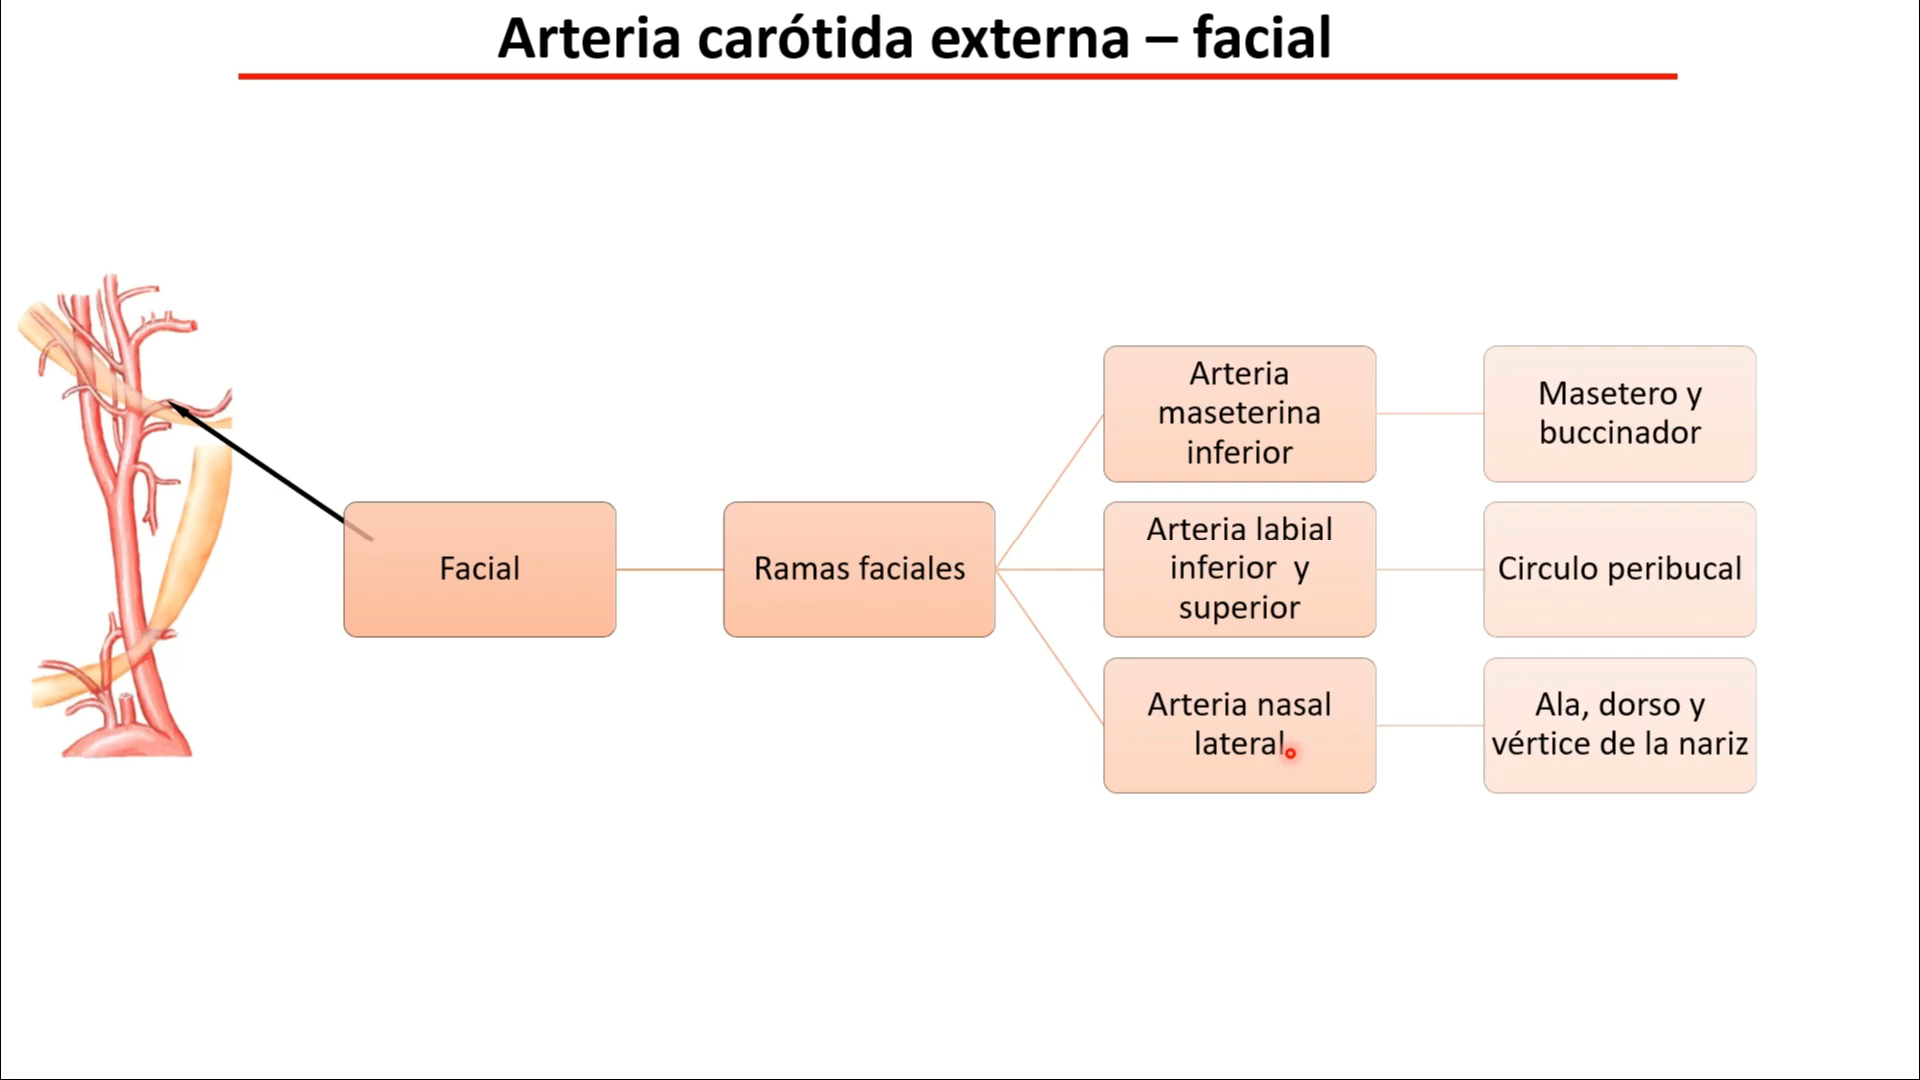 Arteria carótida externa – facial
Facial
Ramas faciales
Arteria
maseterina
inferior
Masetero y
buccinador
Arteria labial
inferior  y
superior
Circulo peribucal
Arteria nasal
lateral
Ala, dorso y
vértice de la nariz